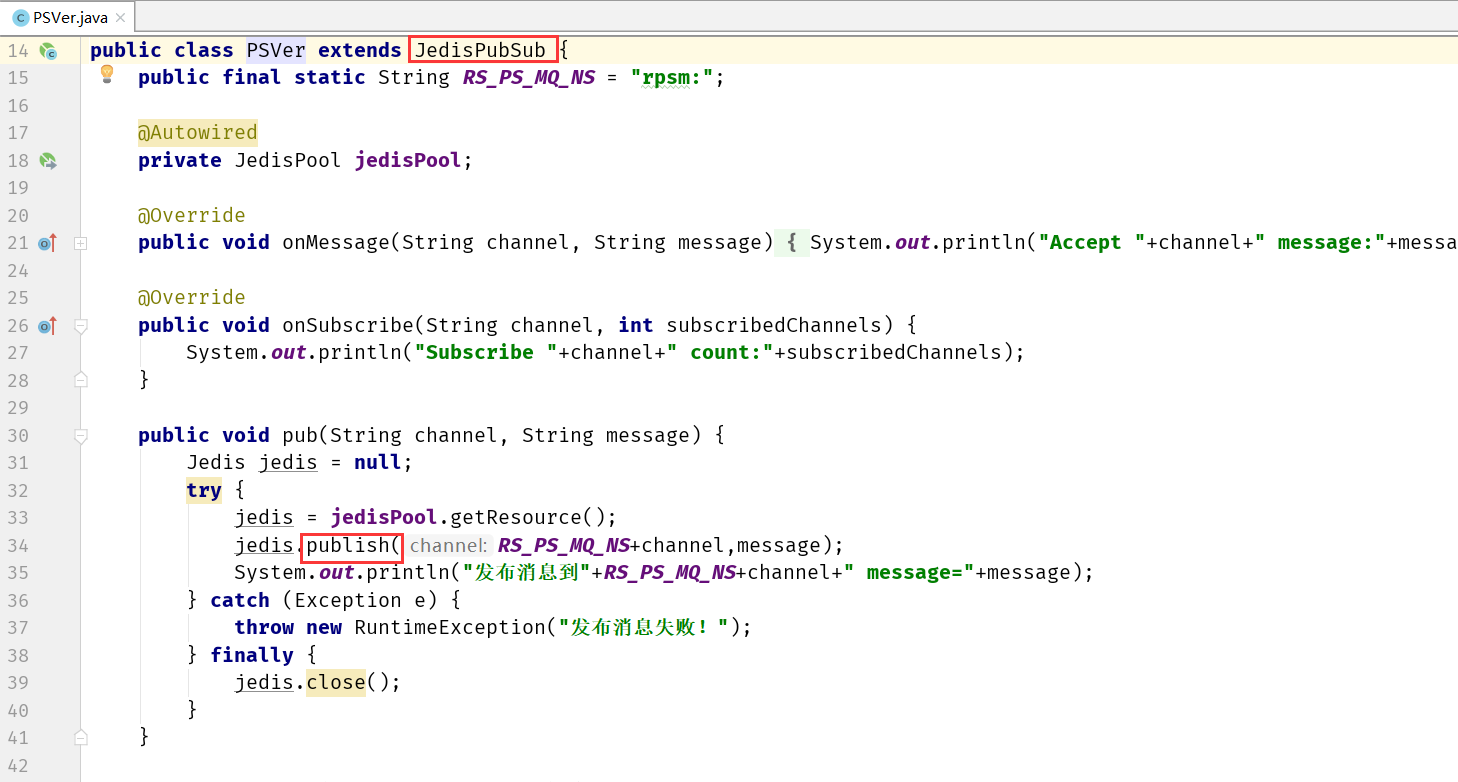 PSVer.java
14 public class PSVer extends JedisPubSub {
15 public final static String RS_PS_MQ_NS = "rpsm:";
16
17 @Autowired
18 private JedisPool jedisPool;
19
20 @Override
21 public void onMessage(String channel, String message) { System.out.println("Accept "+channel+" message:"+messa
24
25 @Override
26 public void onSubscribe(String channel, int subscribedChannels) {
27 System.out.println("Subscribe "+channel+" count:"+subscribedChannels);
28 }
29
30 public void pub(String channel, String message) {
31 Jedis jedis = null;
32 try {
33 jedis = jedisPool.getResource();
34 jedis.publish( channel: RS_PS_MQ_NS+channel,message);
35 System.out.println("发布消息到"+RS_PS_MQ_NS+channel+" message="+message);
36 } catch (Exception e) {
37 throw new RuntimeException("发布消息失败！");
38 } finally {
39 jedis.close();
40 }
41 }
42